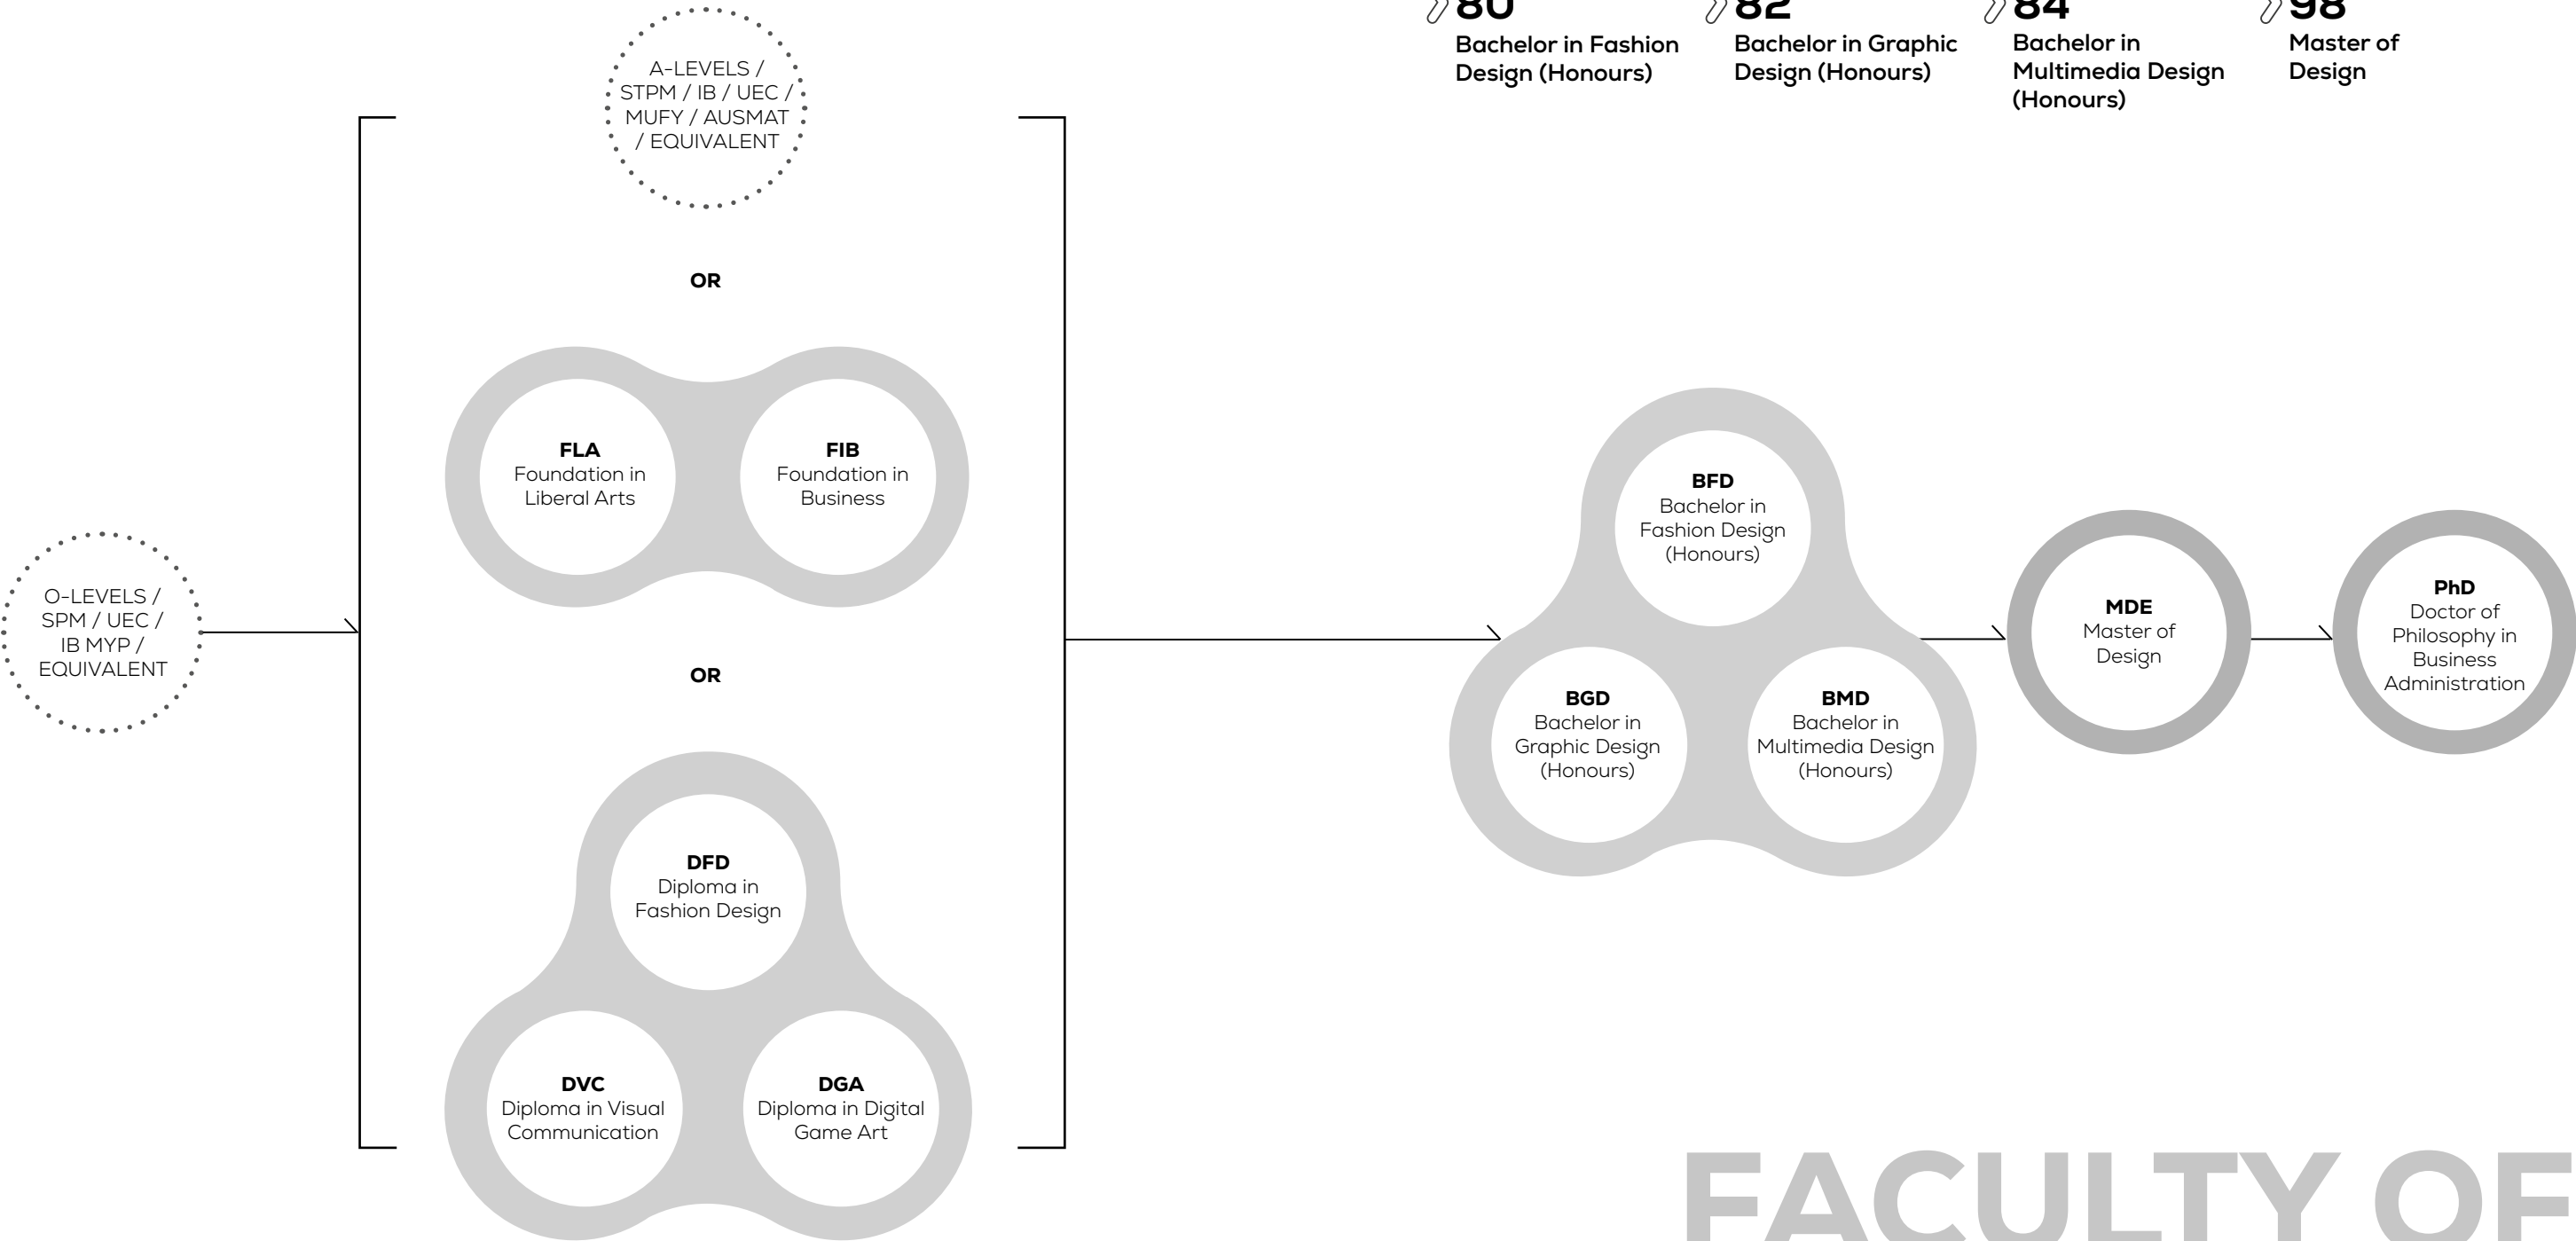 80
Bachelor in Fashion
Design (Honours)
82
Bachelor in Graphic
Design (Honours)
84
Bachelor in
Multimedia Design
(Honours)
98
Master of
Design
A-LEVELS /
STPM / IB / UEC /
MUFY / AUSMAT
/ EQUIVALENT
OR
FLA
Foundation in
Liberal Arts
FIB
Foundation in
Business
O-LEVELS /
SPM / UEC /
IB MYP /
EQUIVALENT
OR
DFD
Diploma in
Fashion Design
DVC
Diploma in Visual
Communication
DGA
Diploma in Digital
Game Art
BFD
Bachelor in
Fashion Design
(Honours)
BGD
Bachelor in
Graphic Design
(Honours)
BMD
Bachelor in
Multimedia Design
(Honours)
MDE
Master of
Design
PhD
Doctor of
Philosophy in
Business
Administration
FACULTY OF